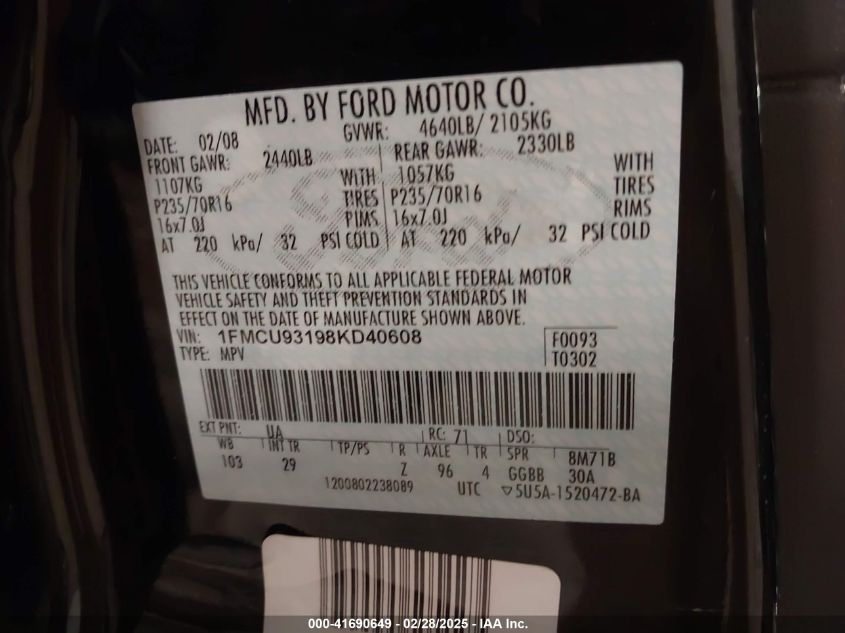 MFD. BY FORD MOTOR CO.
DATE: 02/08 GVWR: 4640LB/ 2105KG
FRONT GAWR: 2440LB REAR GAWR: 2330LB
1107KG WITH 1057KG WITH
P235/70R16 TIRES P235/70R16 TIRES
16x7.0J RIMS 16x7.0J RIMS
AT 220 kPa/ 32 PSI COLD AT 220 kPa/ 32 PSI COLD
THIS VEHICLE CONFORMS TO ALL APPLICABLE FEDERAL MOTOR
VEHICLE SAFETY AND THEFT PREVENTION STANDARDS IN
EFFECT ON THE DATE OF MANUFACTURE SHOWN ABOVE.
VIN: 1FMCU93198KD40608 F0093
TYPE: MPV T0302
EXT PNT: UA RC: 71 DSO:
WB INT TR TP/PS R AXLE TR SPR 8M71B
103 29 Z 96 4 GGBB 30A
1200802238089 UTC ▽5U5A-1520472-BA
000-41690649 - 02/28/2025 - IAA Inc.